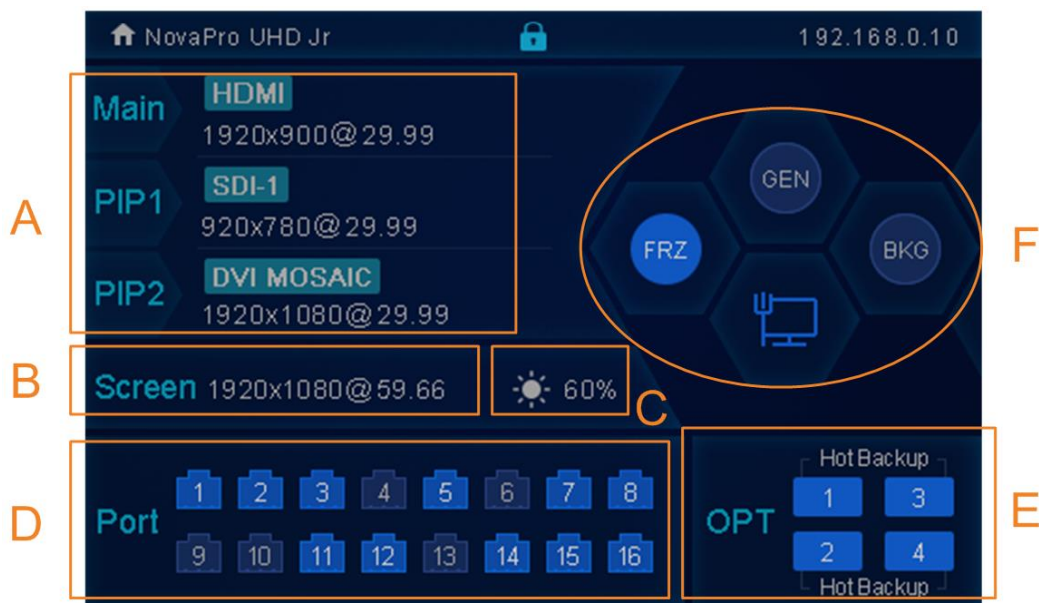 NovaPro UHD Jr
192.168.0.10
A
Main
HDMI
1920x900@29.99
PIP1
SDI-1
920x780@29.99
PIP2
DVI MOSAIC
1920x1080@29.99
F
GEN
FRZ
BKG
B
Screen 1920x1080@59.66
60%
C
D
Port
1 2 3 4 5 6 7 8
9 10 11 12 13 14 15 16
E
OPT
Hot Backup
1 3
2 4
Hot Backup